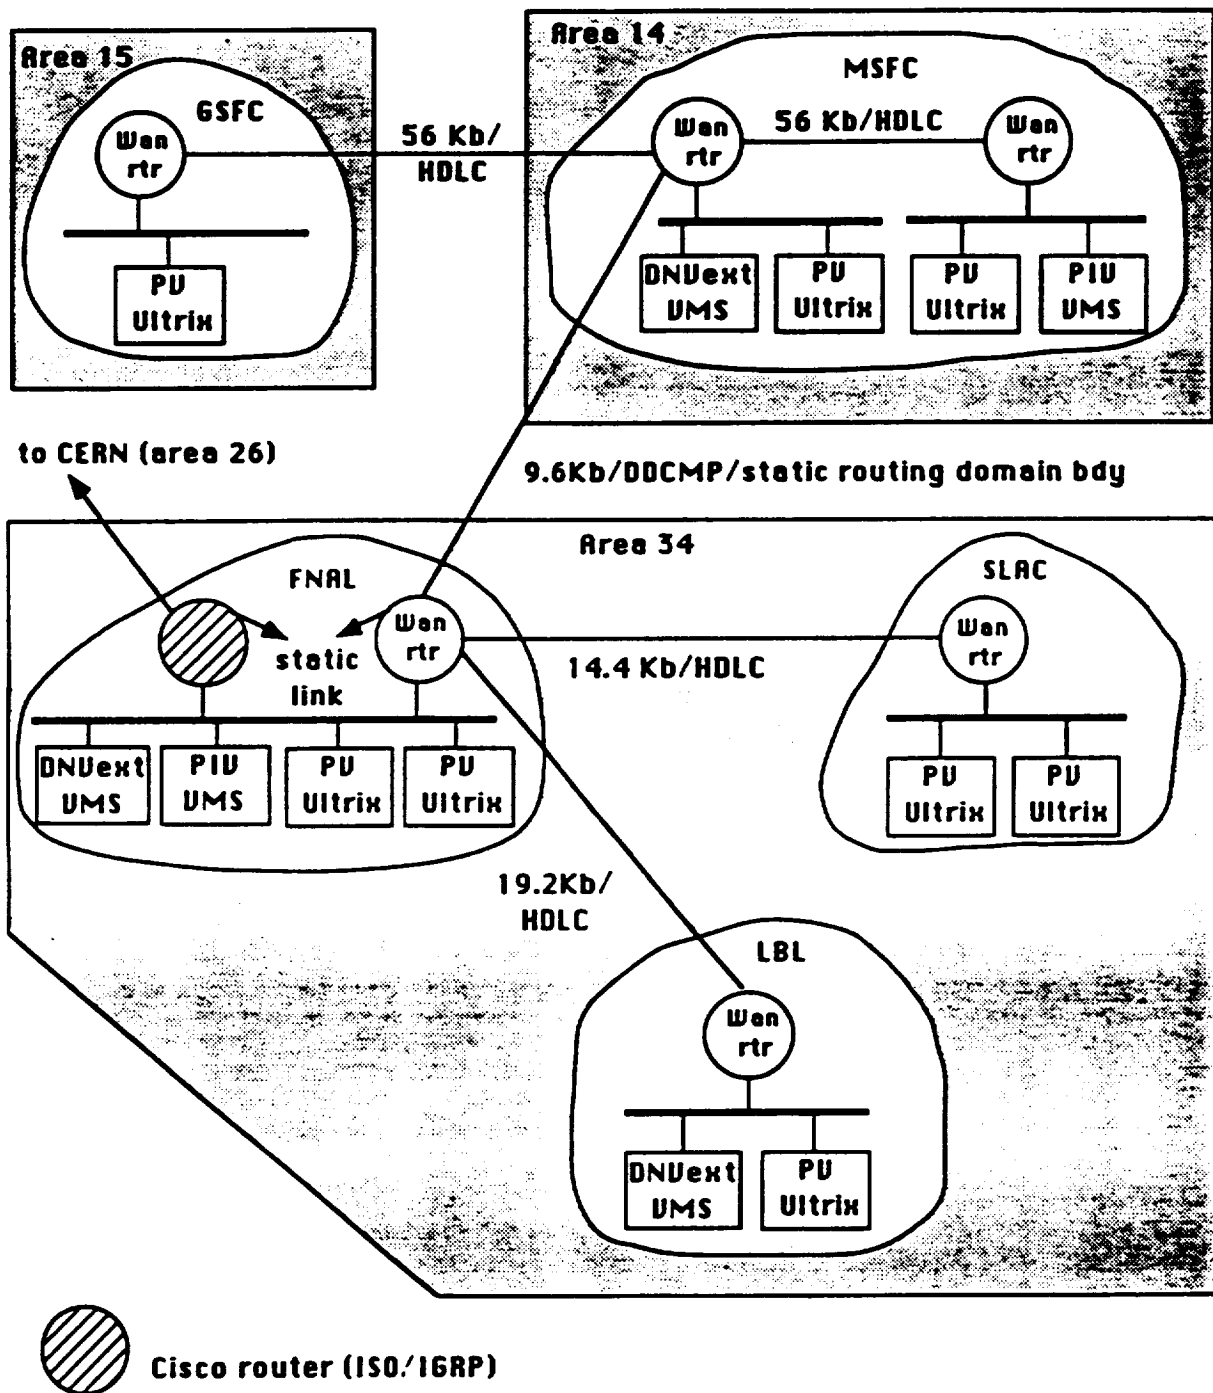 Area 15
GSFC
Wan
rtr
PV
Ultrix
56 Kb/
HDLC
Area 14
MSFC
Wan
rtr
56 Kb/HDLC
Wan
rtr
DNVext
VMS
PV
Ultrix
PV
Ultrix
PIV
VMS
to CERN (area 26)
9.6Kb/DDCMP/static routing domain bdy
Area 34
FNAL
static
link
Wan
rtr
DNVext
VMS
PIV
VMS
PV
Ultrix
PV
Ultrix
14.4 Kb/HDLC
SLAC
Wan
rtr
PV
Ultrix
PV
Ultrix
19.2Kb/
HDLC
LBL
Wan
rtr
DNVext
VMS
PV
Ultrix
Cisco router (ISO/IGRP)